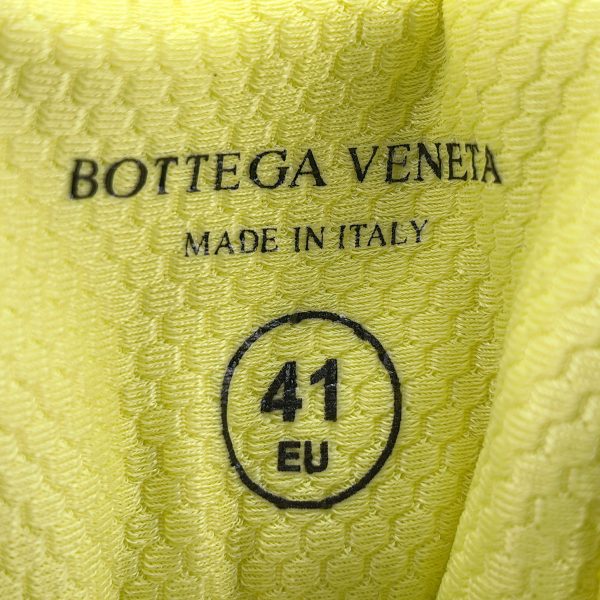 BOTTEGA VENETA
MADE IN ITALY
41
EU